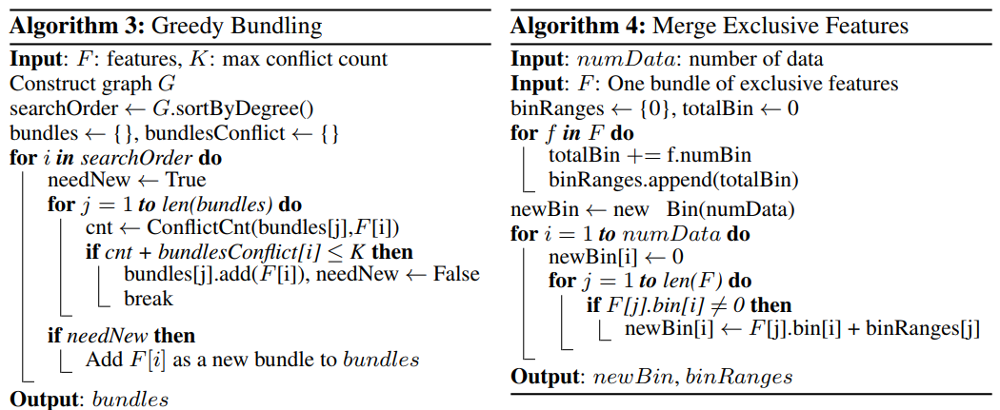 Algorithm 3: Greedy Bundling
Input: F: features, K: max conflict count
Construct graph G
searchOrder ← G.sortByDegree()
bundles ← {}, bundlesConflict ← {}
for i in searchOrder do
needNew ← True
for j = 1 to len(bundles) do
cnt ← ConflictCnt(bundles[j],F[i])
if cnt + bundlesConflict[i] ≤ K then
bundles[j].add(F[i]), needNew ← False
break
if needNew then
Add F[i] as a new bundle to bundles
Output: bundles
Algorithm 4: Merge Exclusive Features
Input: numData: number of data
Input: F: One bundle of exclusive features
binRanges ← {0}, totalBin ← 0
for f in F do
totalBin += f.numBin
binRanges.append(totalBin)
newBin ← new Bin(numData)
for i = 1 to numData do
newBin[i] ← 0
for j = 1 to len(F) do
if F[j].bin[i] ≠ 0 then
newBin[i] ← F[j].bin[i] + binRanges[j]
Output: newBin, binRanges